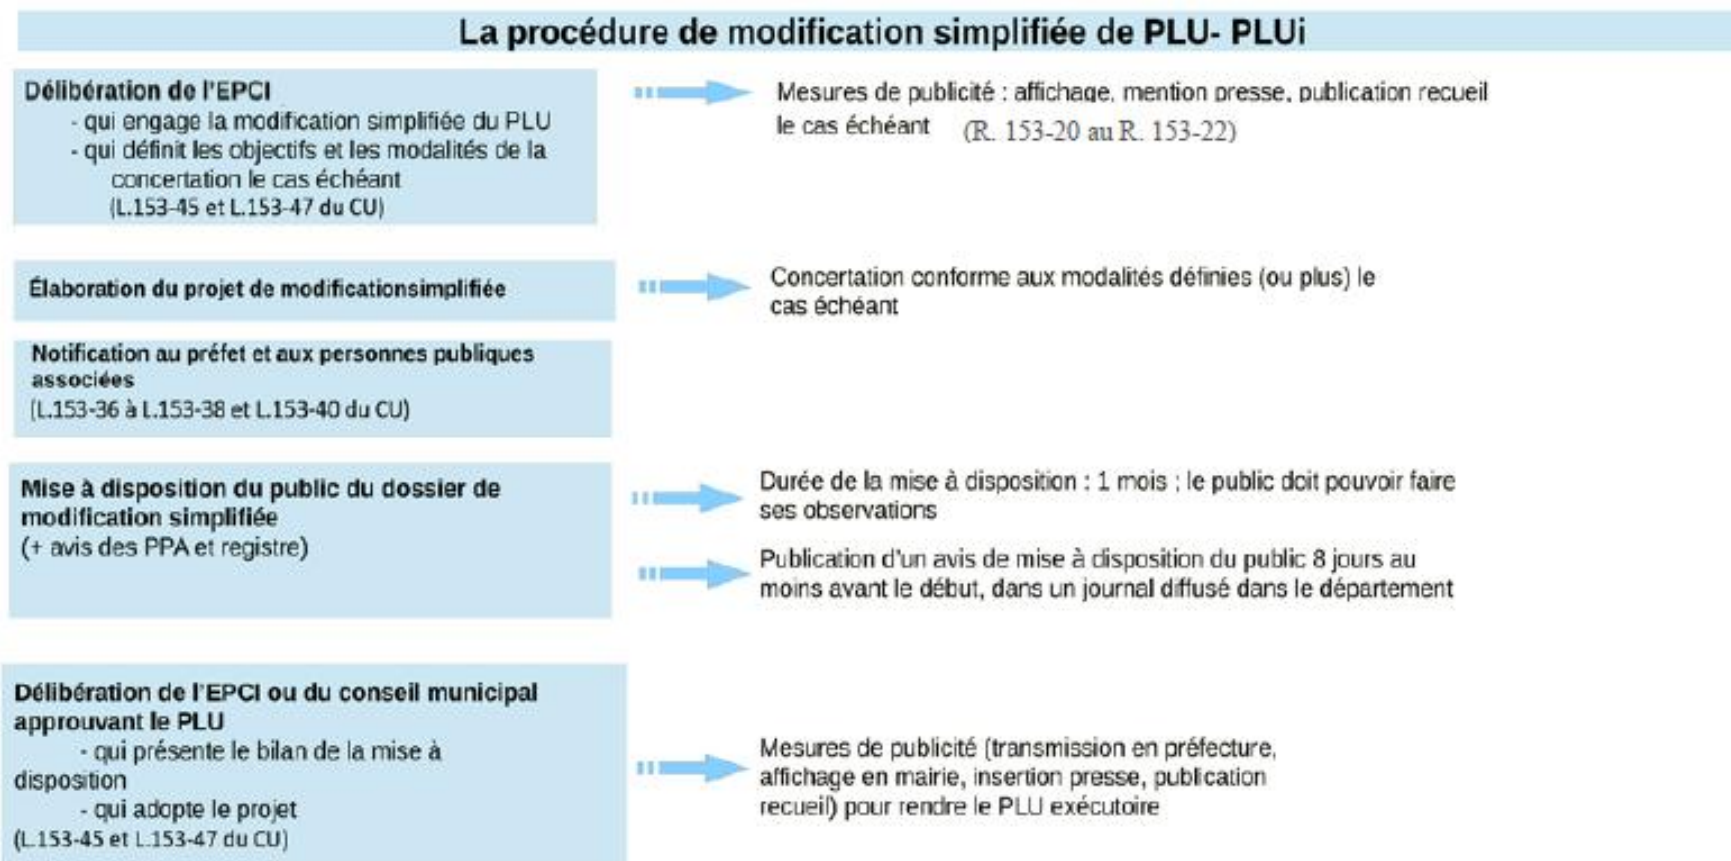 La procédure de modification simplifiée de PLU- PLUi
Délibération de l'EPCI
- qui engage la modification simplifiée du PLU
- qui définit les objectifs et les modalités de la
concertation le cas échéant
(L.153-45 et L.153-47 du CU)
Mesures de publicité : affichage, mention presse, publication recueil
le cas échéant (R. 153-20 au R. 153-22)
Élaboration du projet de modificationsimplifiée
Concertation conforme aux modalités définies (ou plus) le
cas échéant
Notification au préfet et aux personnes publiques
associées
(L.153-36 à L.153-38 et L.153-40 du CU)
Mise à disposition du public du dossier de
modification simplifiée
(+ avis des PPA et registre)
Durée de la mise à disposition : 1 mois ; le public doit pouvoir faire
ses observations
Publication d'un avis de mise à disposition du public 8 jours au
moins avant le début, dans un journal diffusé dans le département
Délibération de l'EPCI ou du conseil municipal
approuvant le PLU
- qui présente le bilan de la mise à
disposition
- qui adopte le projet
(L.153-45 et L.153-47 du CU)
Mesures de publicité (transmission en préfecture,
affichage en mairie, insertion presse, publication
recueil) pour rendre le PLU exécutoire